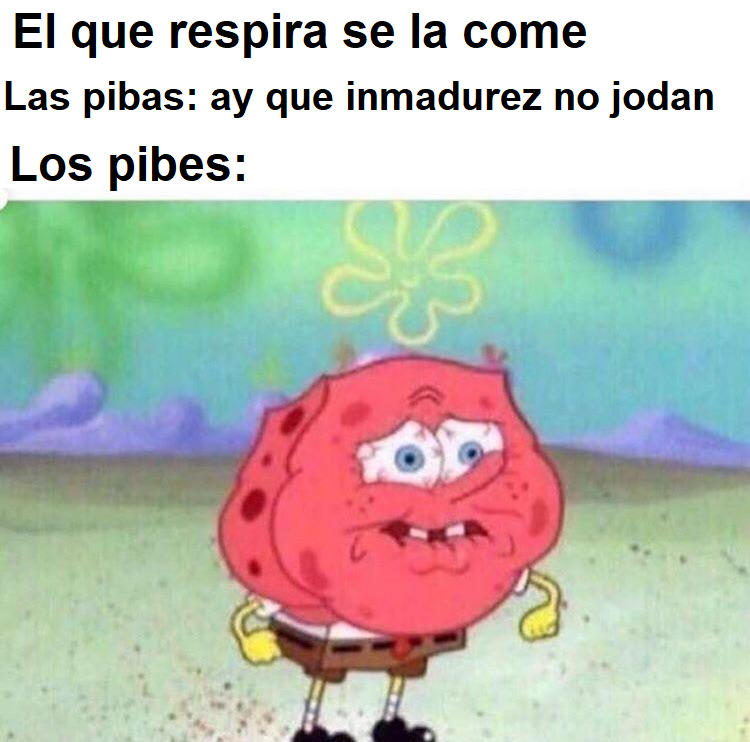 El que respira se la come
Las pibas: ay que inmadurez no jodan
Los pibes: